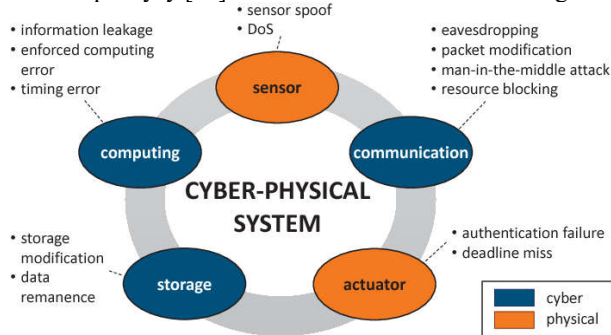 • sensor spoof
• DoS
• information leakage
• enforced computing
error
• timing error
• eavesdropping
• packet modification
• man-in-the-middle attack
• resource blocking
sensor
computing
communication
CYBER-PHYSICAL
SYSTEM
• storage
modification
• data
remanence
storage
actuator
• authentication failure
• deadline miss
cyber
physical